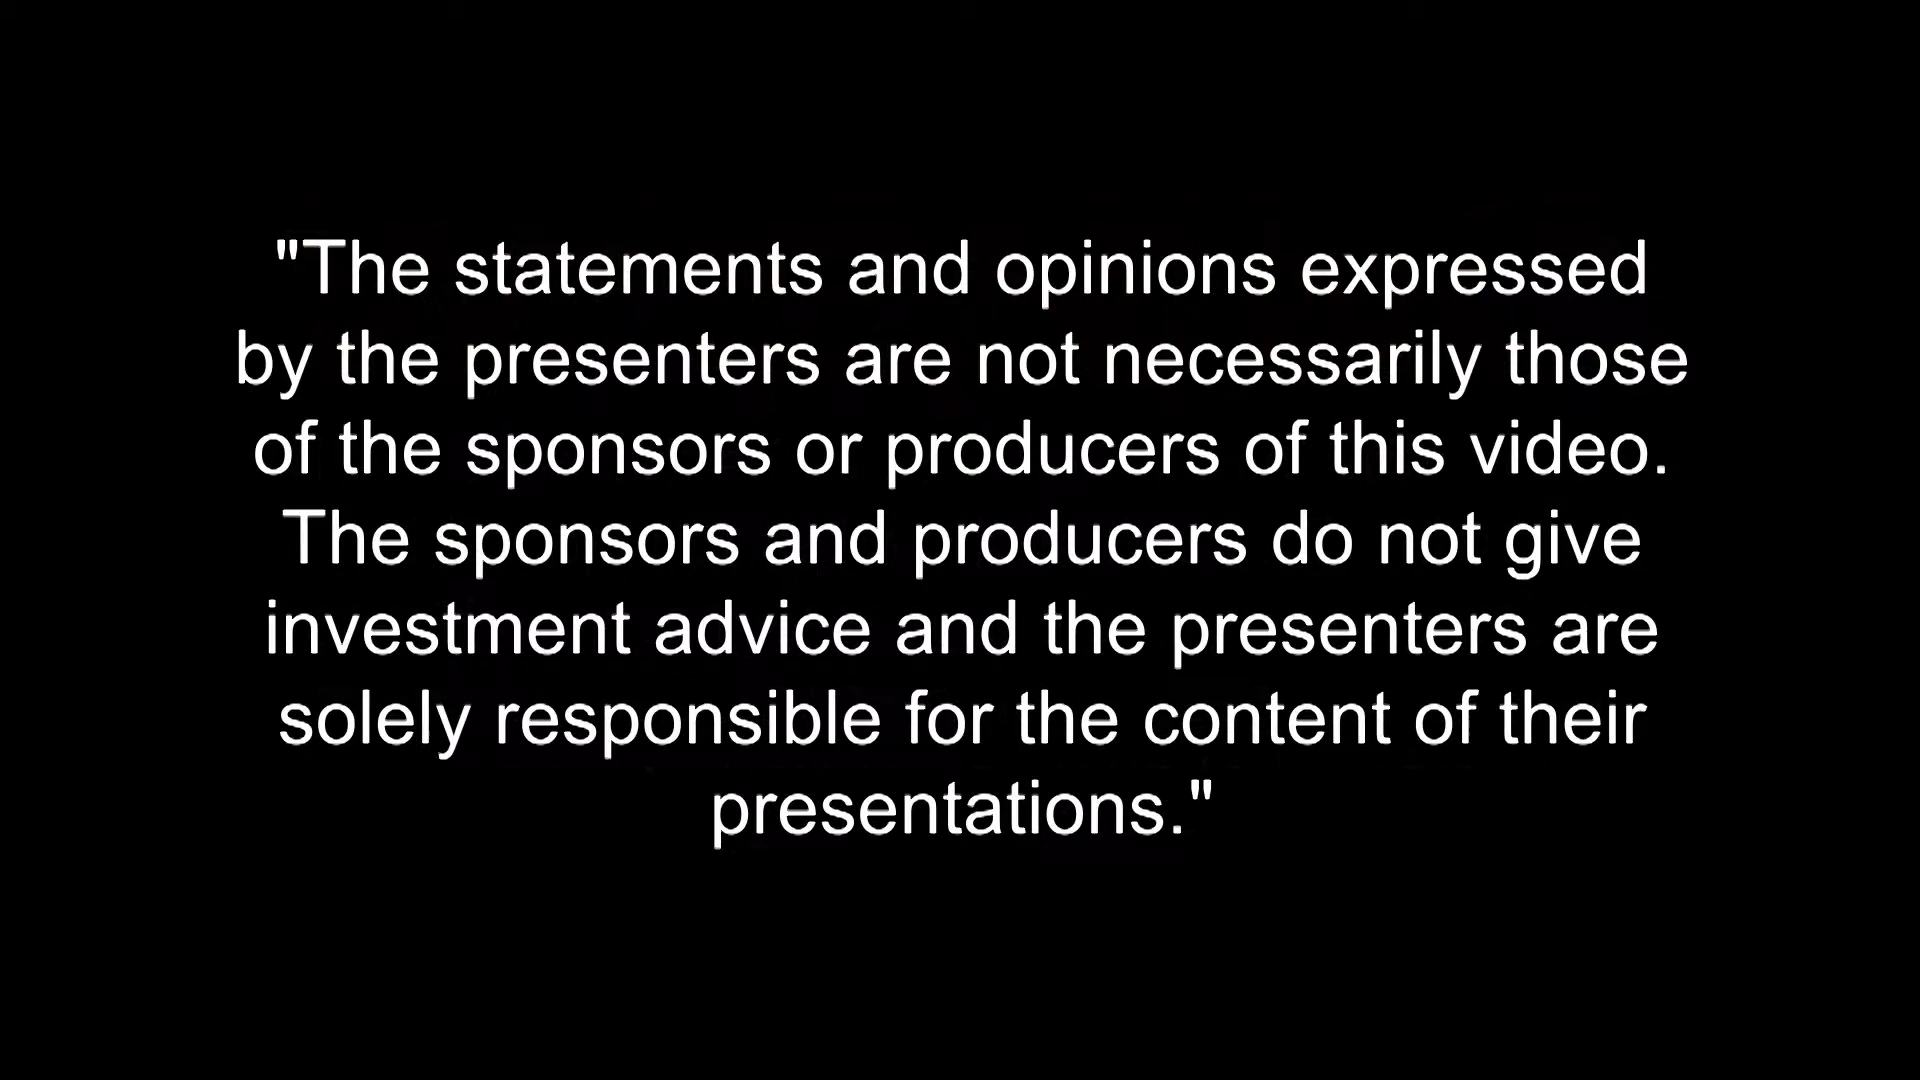 "The statements and opinions expressed
by the presenters are not necessarily those
of the sponsors or producers of this video.
The sponsors and producers do not give
investment advice and the presenters are
solely responsible for the content of their
presentations."